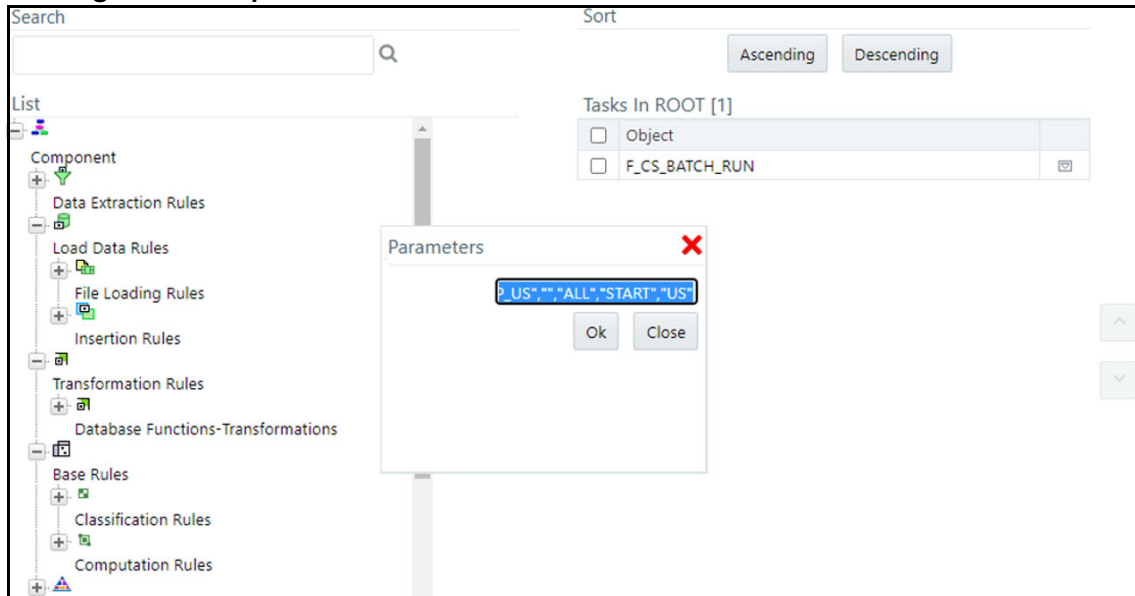 Search
List
Component
Data Extraction Rules
Load Data Rules
File Loading Rules
Insertion Rules
Transformation Rules
Database Functions-Transformations
Base Rules
Classification Rules
Computation Rules
Sort
Ascending Descending
Tasks In ROOT [1]
Object
F_CS_BATCH_RUN
Parameters
P_US","","ALL","START","US"
Ok Close